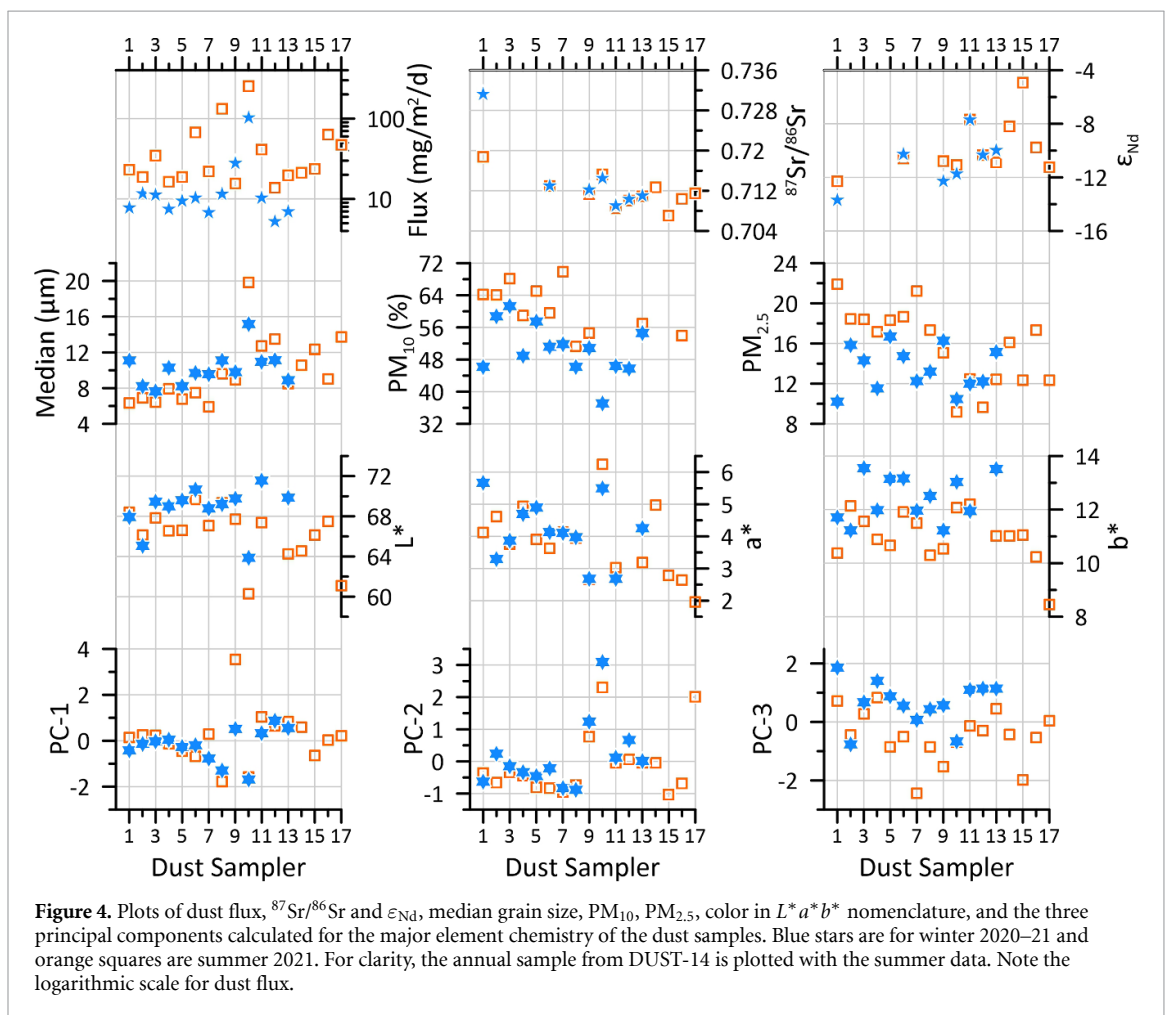 1 3 5 7 9 11 13 15 17
1 3 5 7 9 11 13 15 17
1 3 5 7 9 11 13 15 17
100
10
Flux (mg/m²/d)
0.736
0.728
0.72
0.712
0.704
⁸⁷Sr/⁸⁶Sr
-4
-8
-12
-16
εNd
Median (μm)
20
16
12
8
4
PM₁₀ (%)
72
64
56
48
40
32
PM₂.₅
24
20
16
12
8
72
68
64
60
L*
6
5
4
3
2
a*
14
12
10
8
b*
PC-1
4
2
0
-2
PC-2
3
2
1
0
-1
PC-3
2
0
-2
1 3 5 7 9 11 13 15 17
1 3 5 7 9 11 13 15 17
1 3 5 7 9 11 13 15 17
Dust Sampler
Dust Sampler
Dust Sampler
Figure 4. Plots of dust flux, ⁸⁷Sr/⁸⁶Sr and εNd, median grain size, PM₁₀, PM₂.₅, color in L*a*b* nomenclature, and the three
principal components calculated for the major element chemistry of the dust samples. Blue stars are for winter 2020–21 and
orange squares are summer 2021. For clarity, the annual sample from DUST-14 is plotted with the summer data. Note the
logarithmic scale for dust flux.